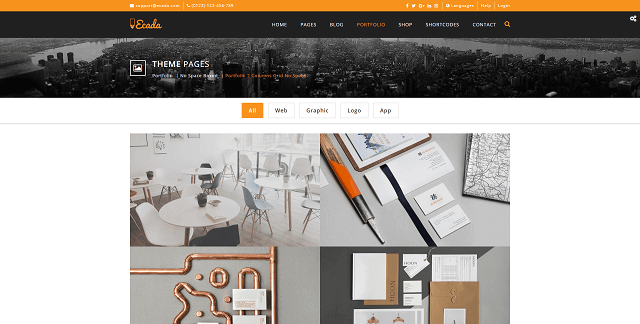 support@ecada.com | (0123) 123-456-789
Languages | Help | Login
Ecada
HOME PAGES BLOG PORTFOLIO SHOP SHORTCODES CONTACT
THEME PAGES
Portfolio | No Space Boxed | Portfolio 2 Columns Grid No Space
All Web Graphic Logo App